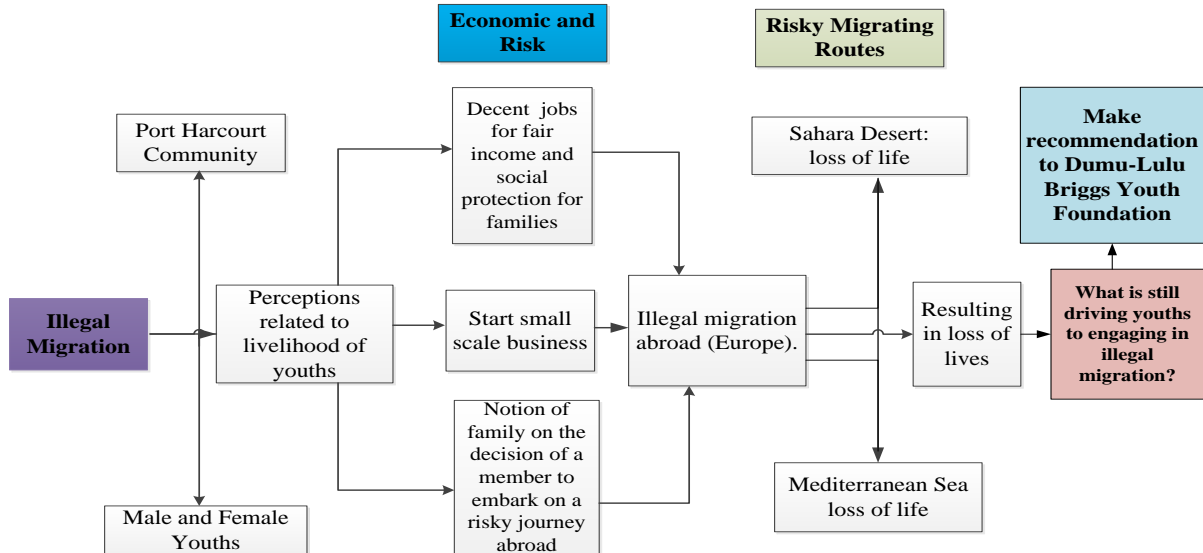 Economic and
Risk
Risky Migrating
Routes
Port Harcourt
Community
Decent jobs
for fair
income and
social
protection for
families
Sahara Desert:
loss of life
Make
recommendation
to Dumu-Lulu
Briggs Youth
Foundation
Illegal
Migration
Perceptions
related to
livelihood of
youths
Start small
scale business
Illegal migration
abroad (Europe).
Resulting
in loss of
lives
What is still
driving youths
to engaging in
illegal
migration?
Notion of
family on the
decision of a
member to
embark on a
risky journey
abroad
Mediterranean Sea
loss of life
Male and Female
Youths